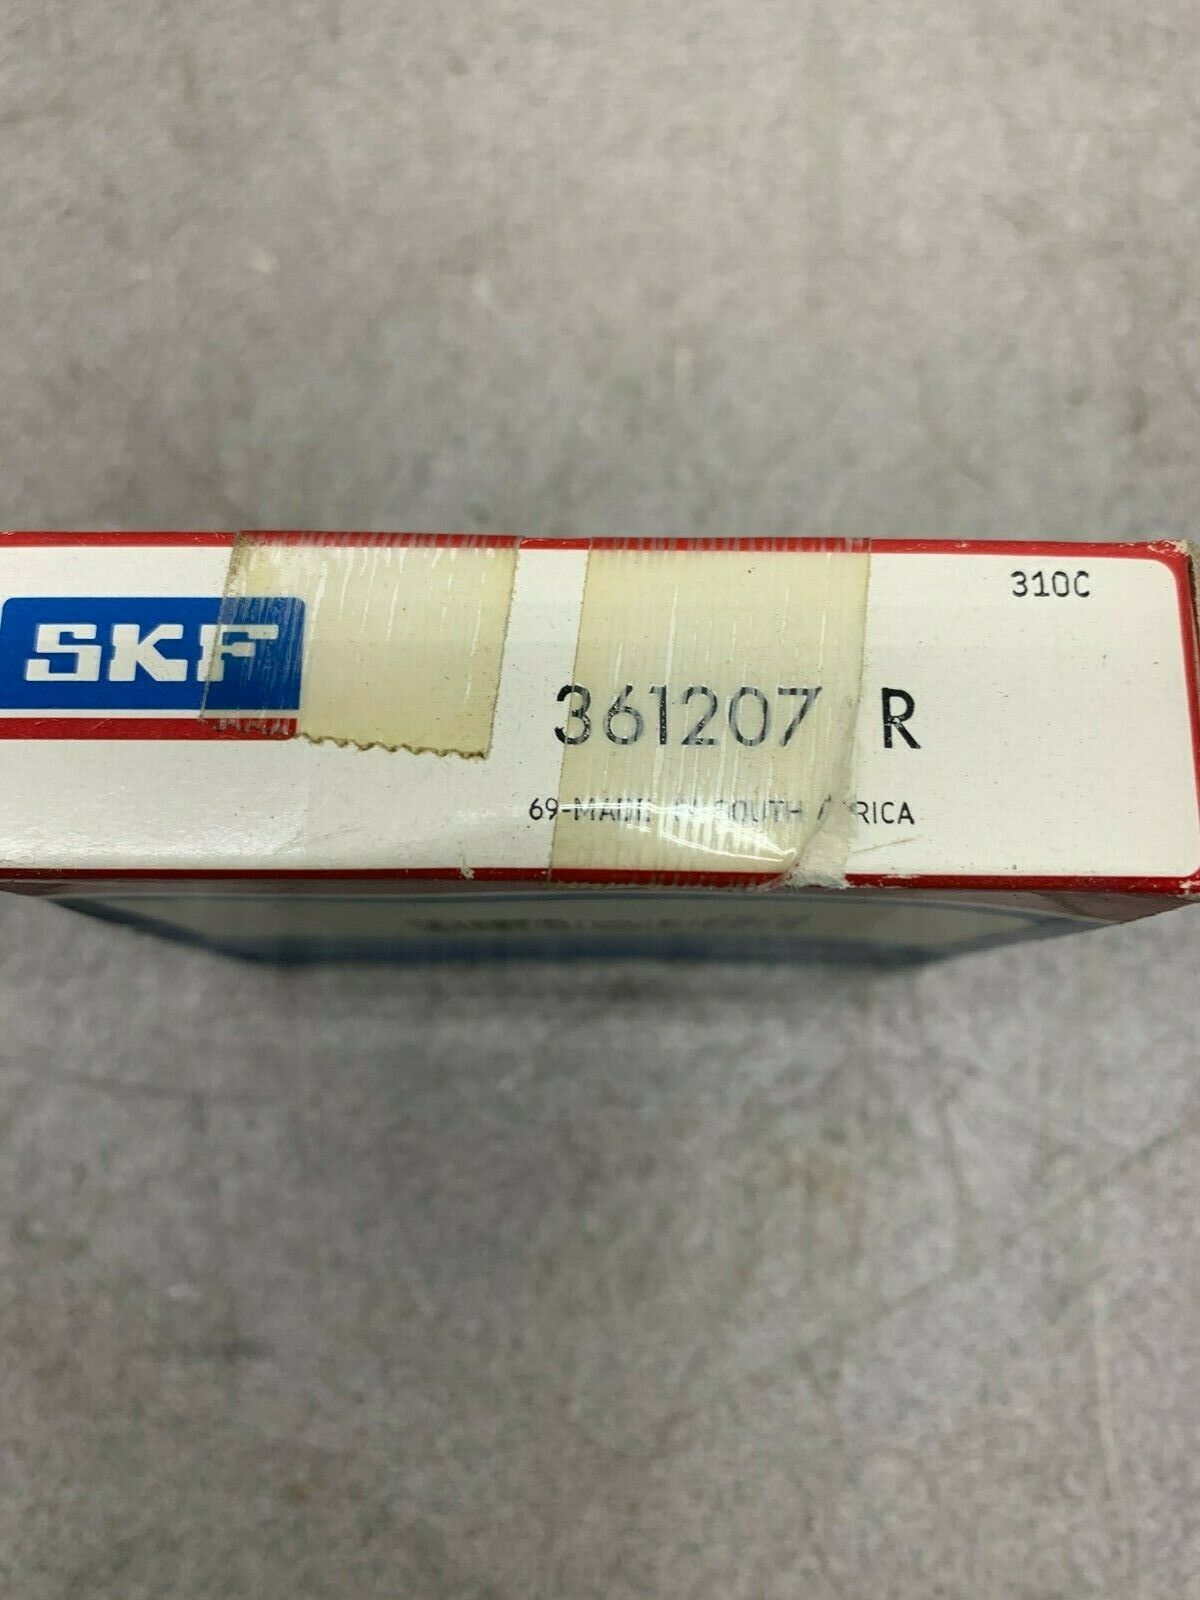 310C
SKF
361207 R
69-MADE IN SOUTH AFRICA